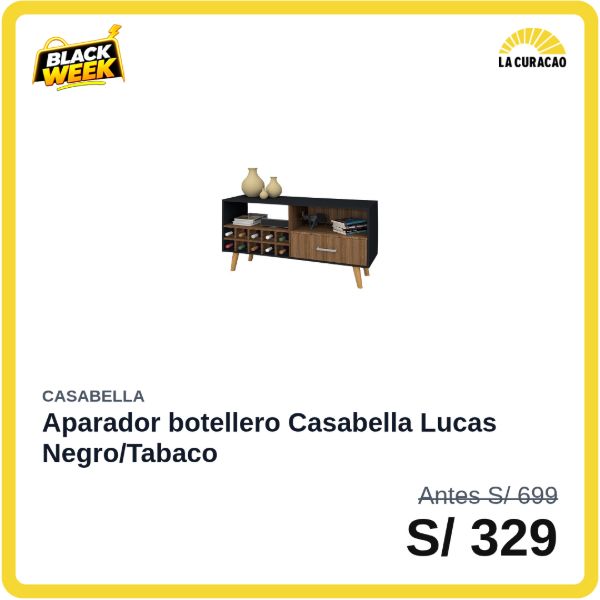 BLACK
WEEK
LA CURACAO
CASABELLA
Aparador botellero Casabella Lucas
Negro/Tabaco
Antes S/ 699
S/ 329